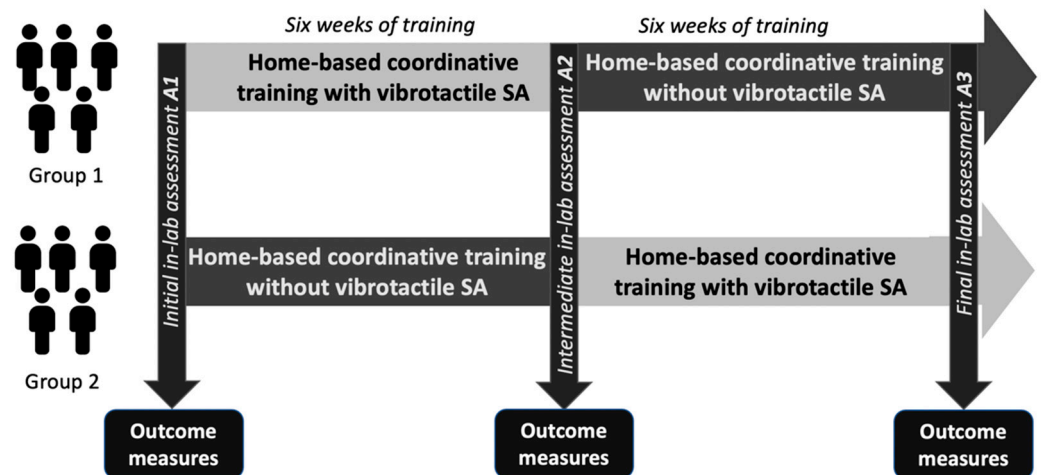 Six weeks of training
Six weeks of training
Home-based coordinative
training with vibrotactile SA
Home-based coordinative training
without vibrotactile SA
Group 1
Initial in-lab assessment A1
Intermediate in-lab assessment A2
Final in-lab assessment A3
Home-based coordinative training
without vibrotactile SA
Home-based coordinative
training with vibrotactile SA
Group 2
Outcome
measures
Outcome
measures
Outcome
measures